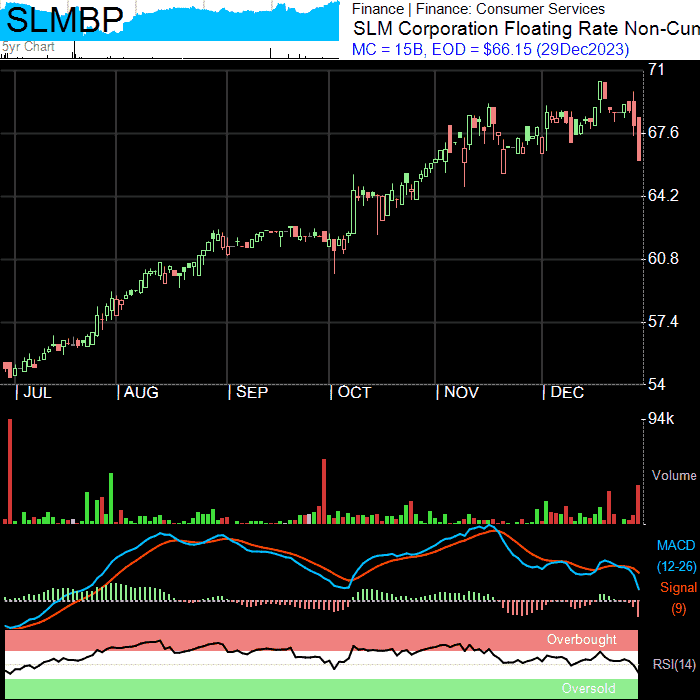 SLMBP
5yr Chart
Finance | Finance: Consumer Services
SLM Corporation Floating Rate Non-Cun
MC = 15B, EOD = $66.15 (29Dec2023)
71
67.6
64.2
60.8
57.4
54
JUL
AUG
SEP
OCT
NOV
DEC
94k
Volume
MACD
(12-26)
Signal
(9)
Overbought
RSI(14)
Oversold